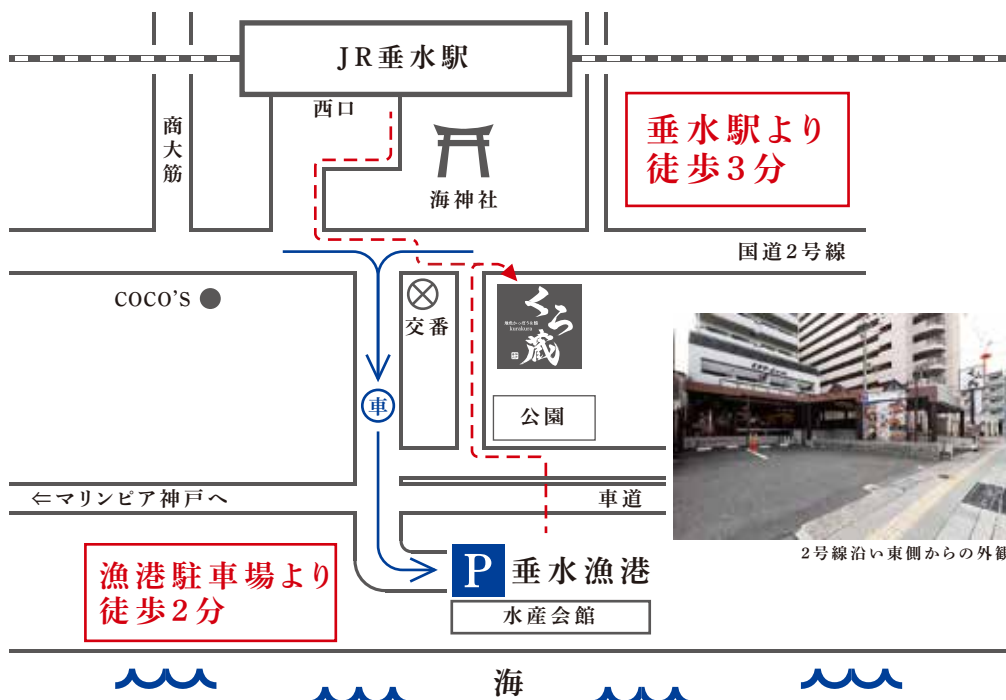 JR垂水駅
西口
商大筋
海神社
垂水駅より
徒歩3分
国道2号線
COCO'S
交番
くら
蔵
kurakura
公園
車
⇐マリンピア神戸へ
車道
2号線沿い東側からの外観
漁港駐車場より
徒歩2分
P 垂水漁港
水産会館
海